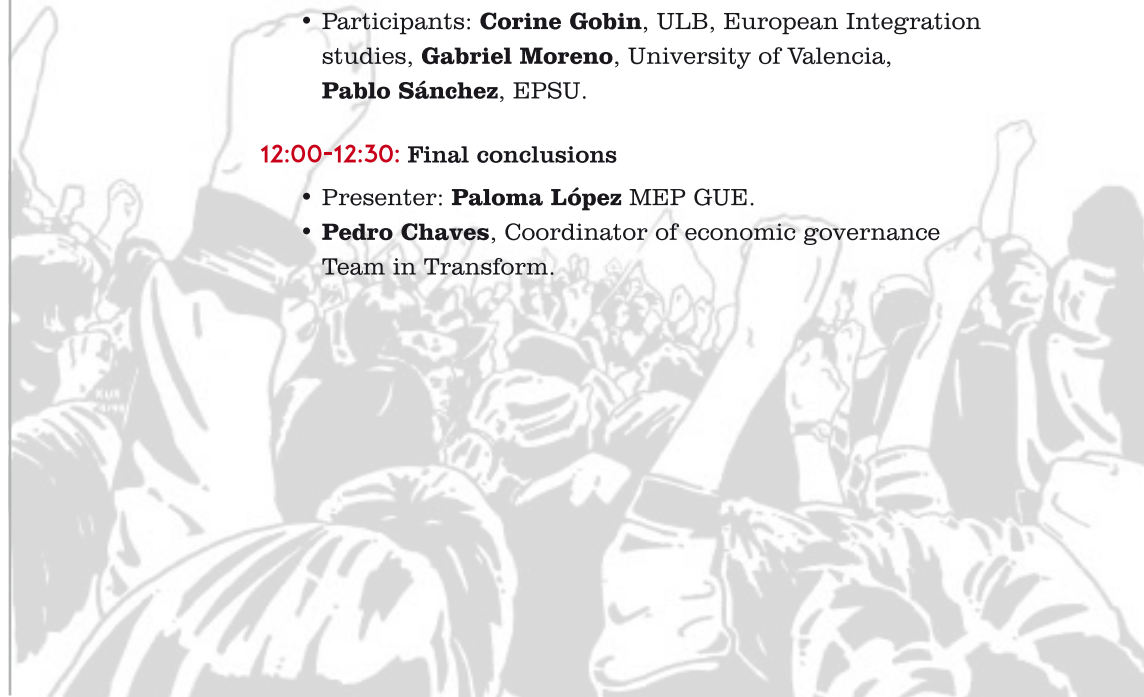 • Participants: Corine Gobin, ULB, European Integration
studies, Gabriel Moreno, University of Valencia,
Pablo Sánchez, EPSU.
12:00-12:30: Final conclusions
• Presenter: Paloma López MEP GUE.
• Pedro Chaves, Coordinator of economic governance
Team in Transform.